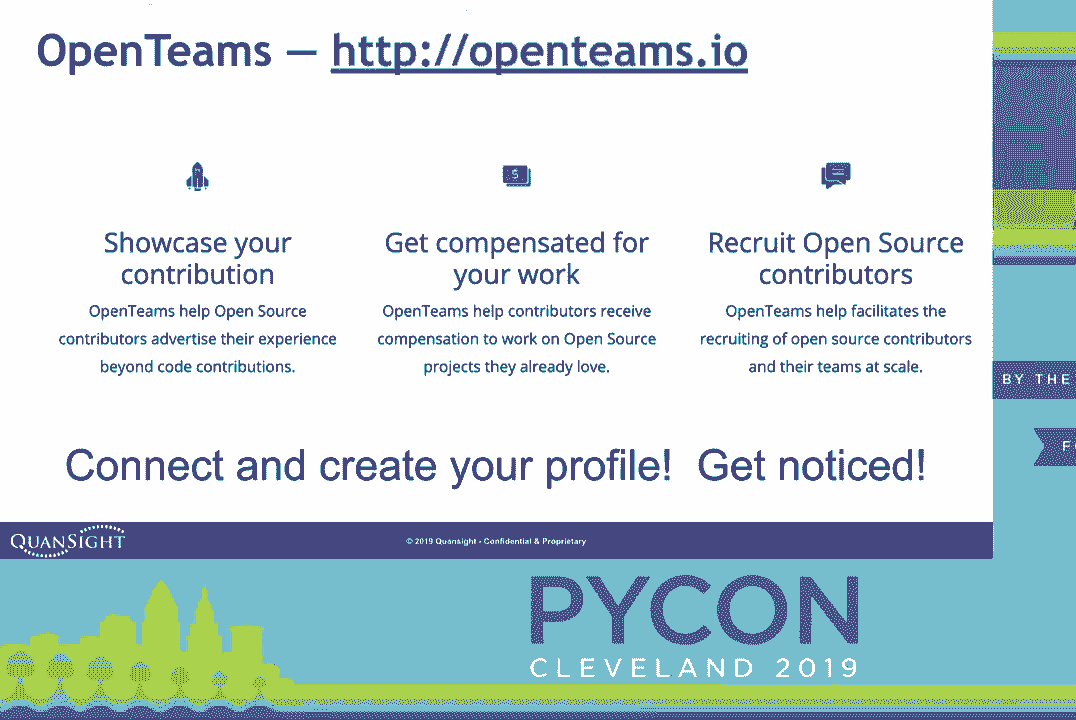 OpenTeams — http://openteams.io
Showcase your
contribution
OpenTeams help Open Source
contributors advertise their experience
beyond code contributions.
Get compensated for
your work
OpenTeams help contributors receive
compensation to work on Open Source
projects they already love.
Recruit Open Source
contributors
OpenTeams help facilitates the
recruiting of open source contributors
and their teams at scale.
Connect and create your profile! Get noticed!
QUANSIGHT
© 2019 Quansight - Confidential & Proprietary
BY THE
PYCON
CLEVELAND 2019